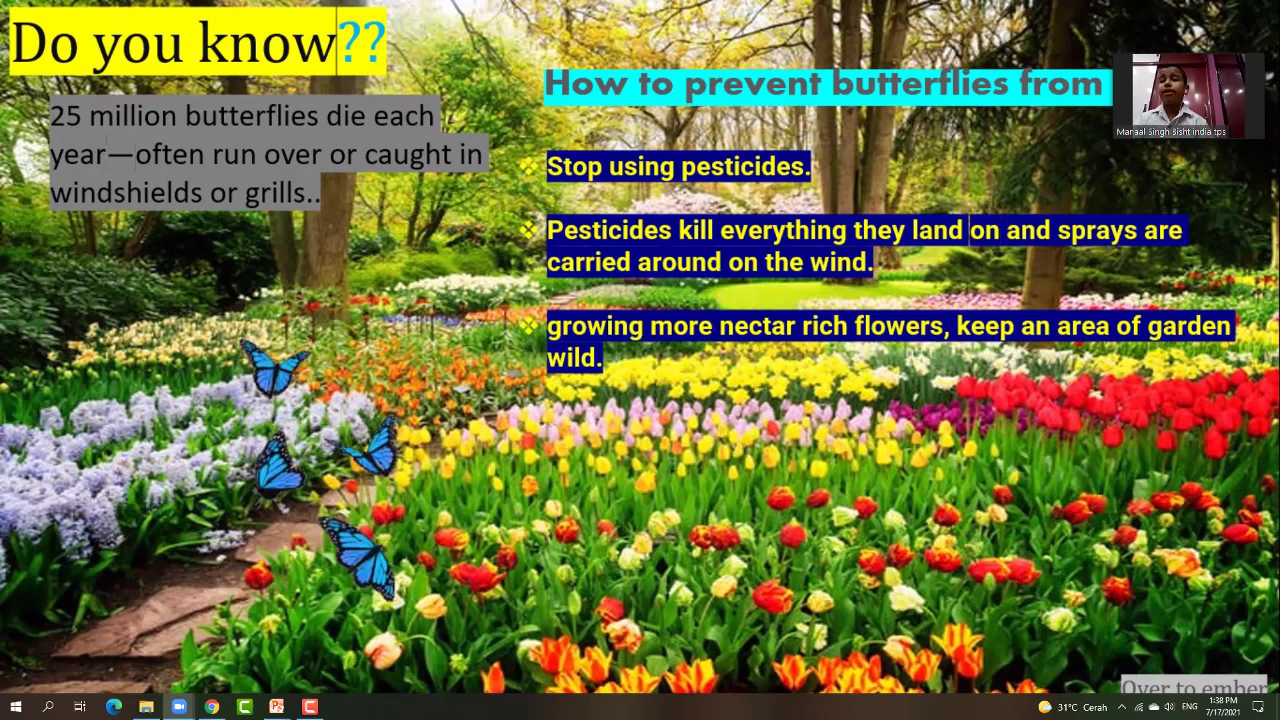 Do you know??
25 million butterflies die each
year—often run over or caught in
windshields or grills..
How to prevent butterflies from
Stop using pesticides.
Pesticides kill everything they land on and sprays are
carried around on the wind.
growing more nectar rich flowers, keep an area of garden
wild.
Over to ember
31°C Cerah
ENG
1:38 PM
7/17/2021